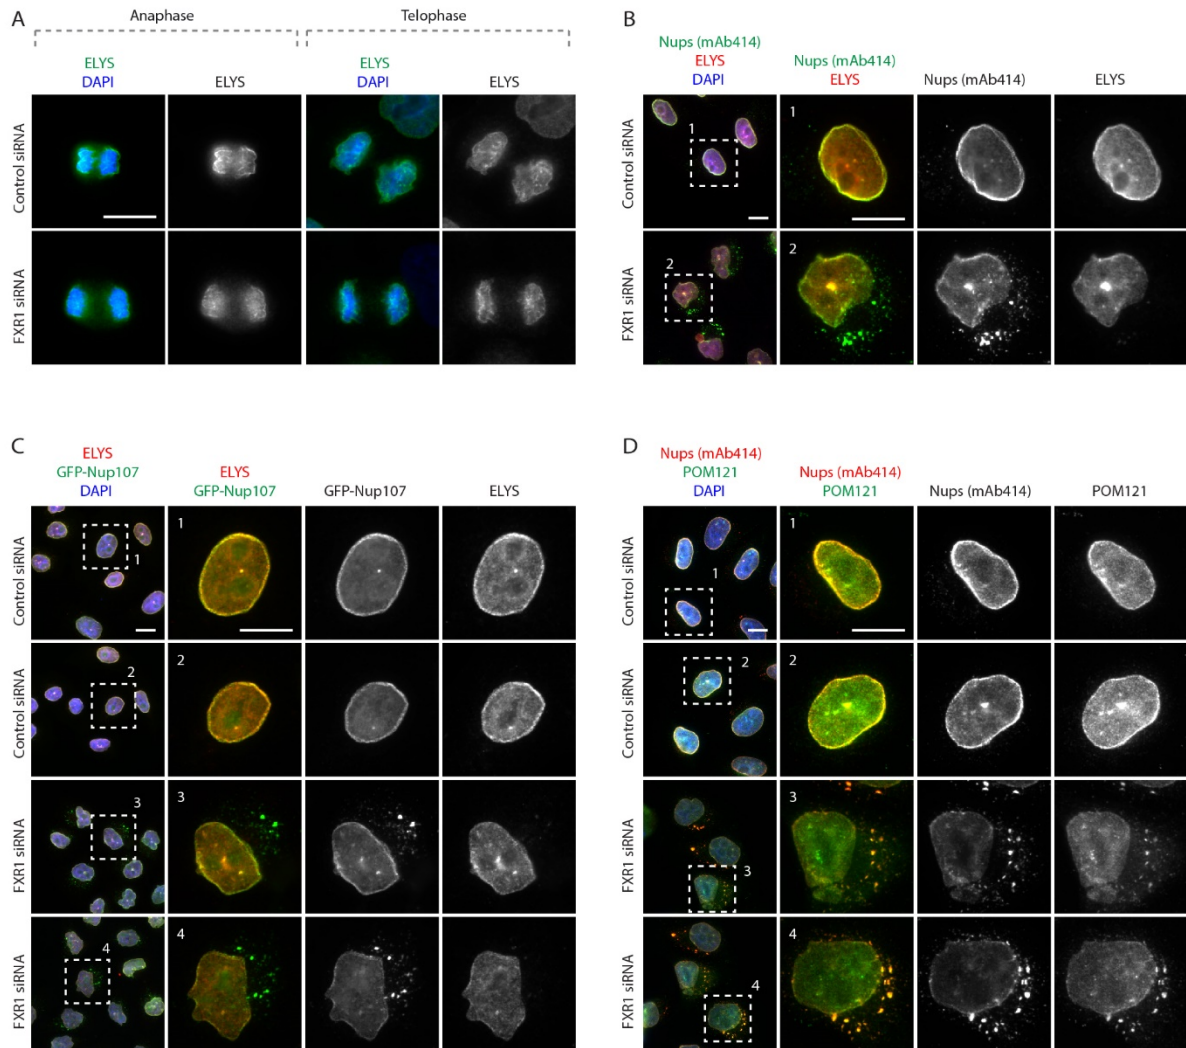 A
Anaphase
Telophase
ELYS
DAPI
ELYS
ELYS
DAPI
ELYS
Control siRNA
FXR1 siRNA
B
Nups (mAb414)
ELYS
DAPI
Nups (mAb414)
ELYS
Nups (mAb414)
ELYS
Control siRNA
1
1
FXR1 siRNA
2
2
C
ELYS
GFP-Nup107
DAPI
ELYS
GFP-Nup107
GFP-Nup107
ELYS
Control siRNA
1
1
Control siRNA
2
2
FXR1 siRNA
3
3
FXR1 siRNA
4
4
D
Nups (mAb414)
POM121
DAPI
Nups (mAb414)
POM121
Nups (mAb414)
POM121
Control siRNA
1
1
Control siRNA
2
2
FXR1 siRNA
3
3
FXR1 siRNA
4
4